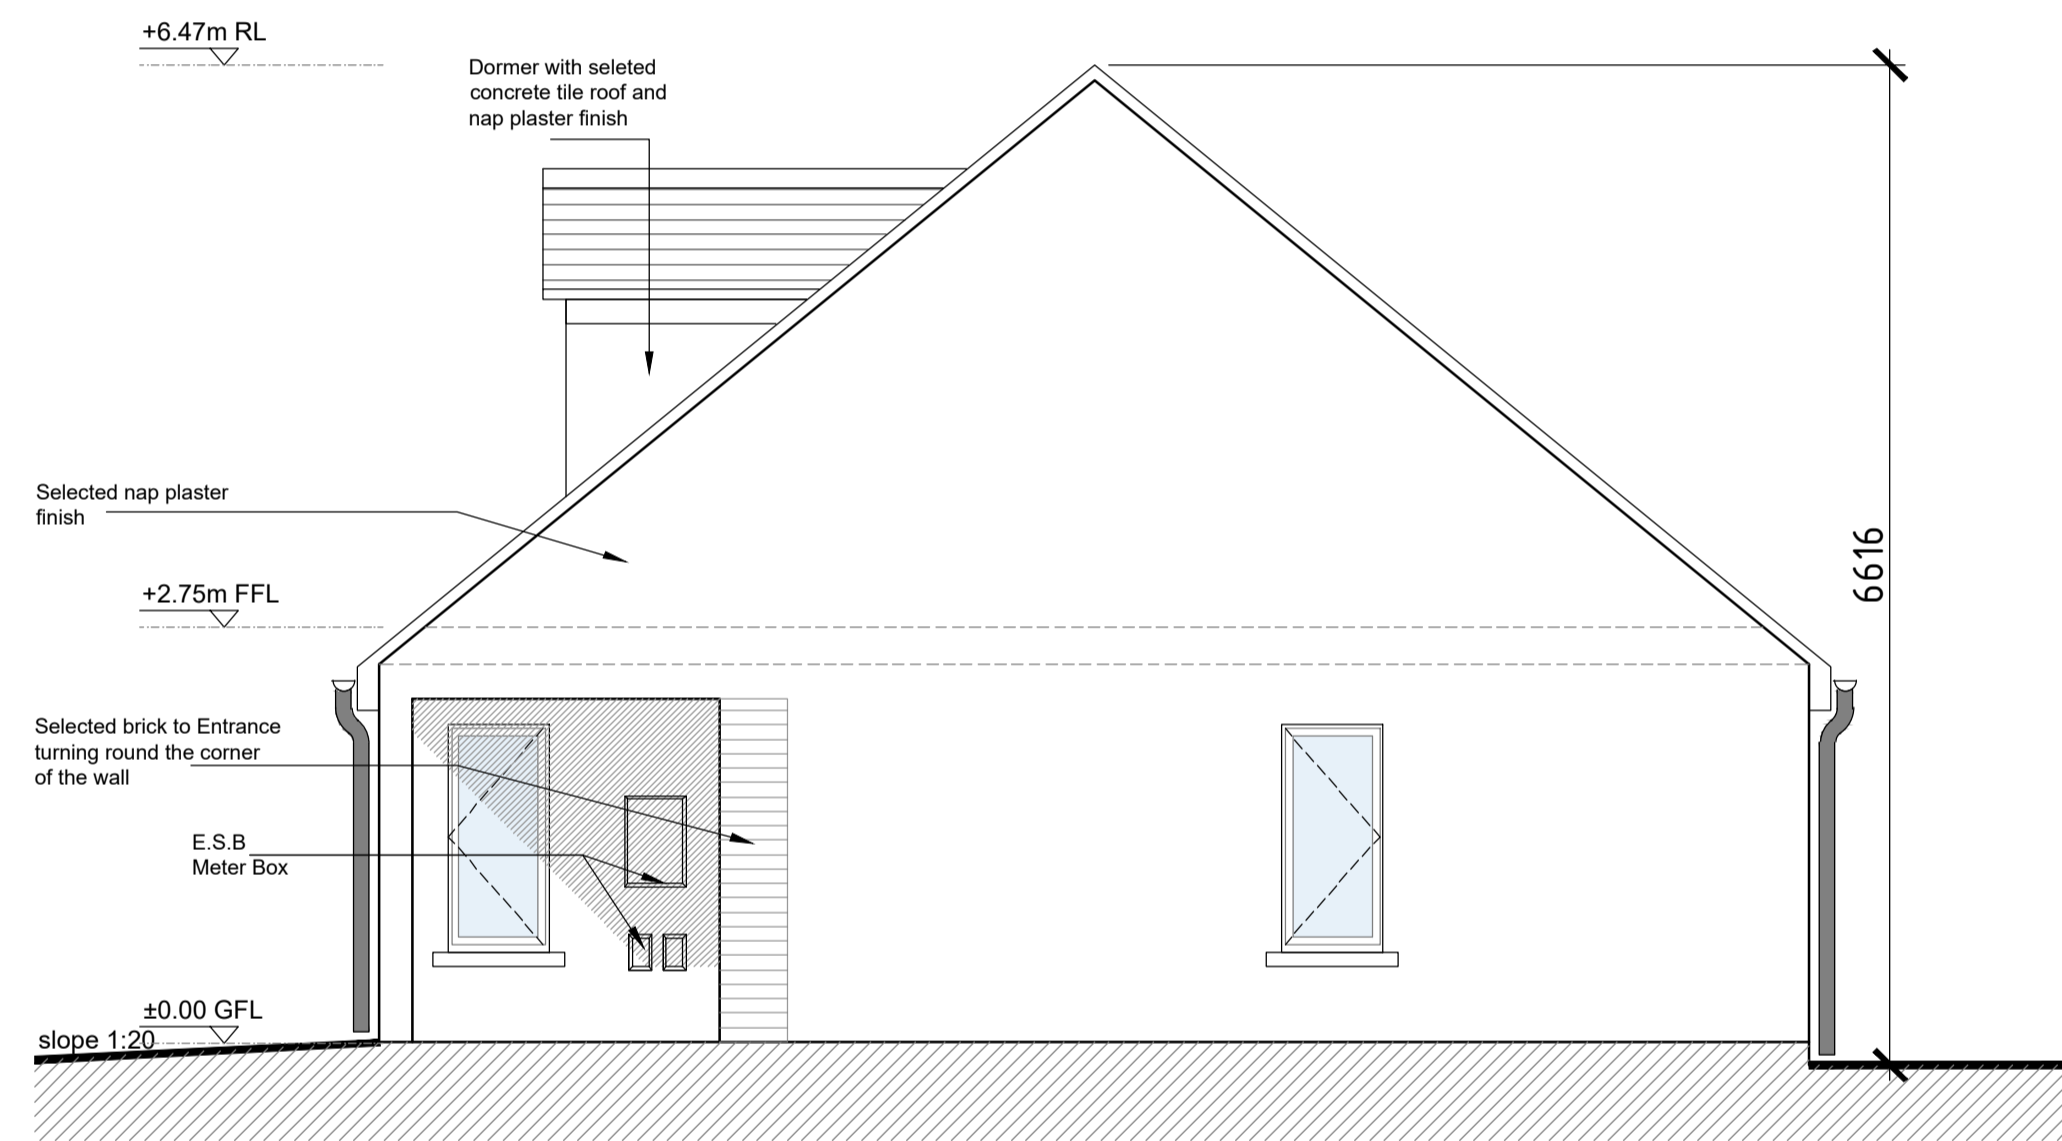 +6.47m RL
Dormer with seleted
concrete tile roof and
nap plaster finish
Selected nap plaster
finish
+2.75m FFL
6616
Selected brick to Entrance
turning round the corner
of the wall
E.S.B
Meter Box
±0.00 GFL
slope 1:20